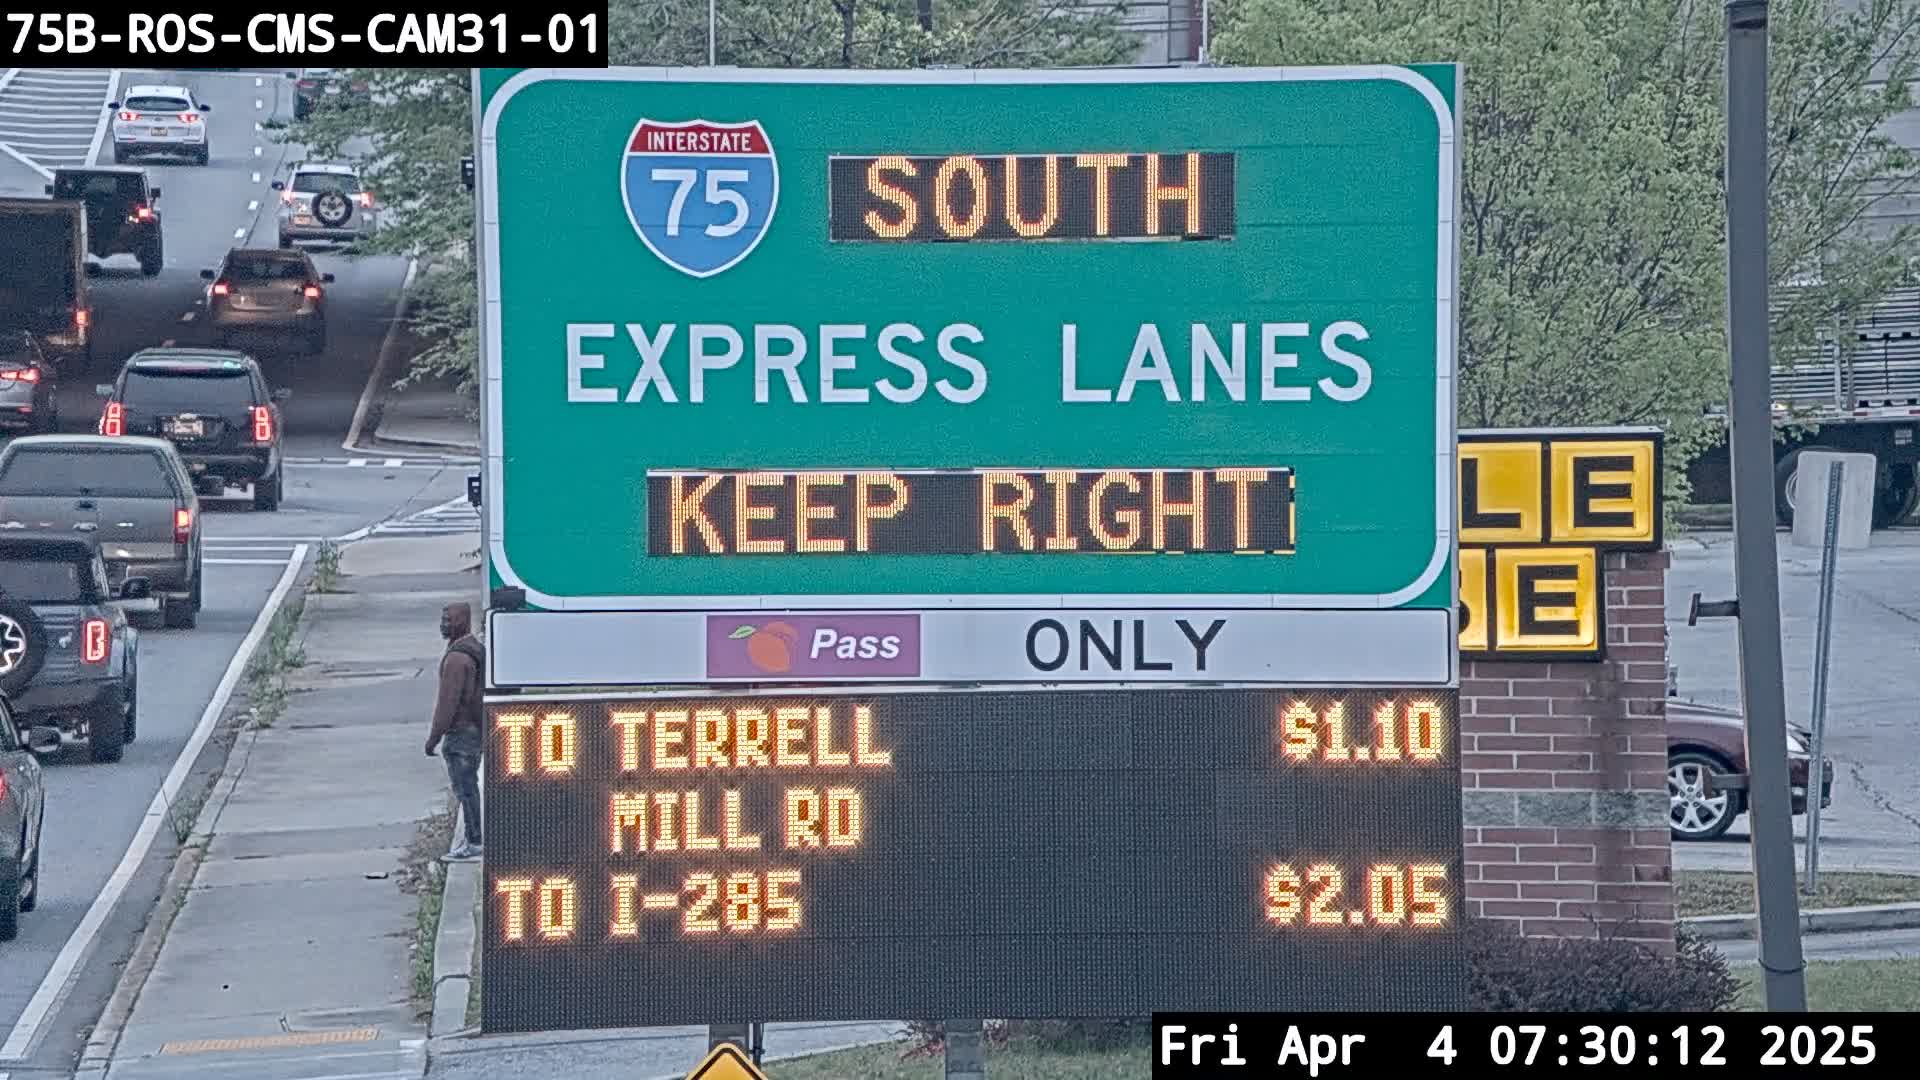 75B-ROS-CMS-CAM31-01
INTERSTATE
75
SOUTH
EXPRESS LANES
KEEP RIGHT
Pass ONLY
TO TERRELL $1.10
MILL RD
TO I-285 $2.05
LE
E
Fri Apr 4 07:30:12 2025